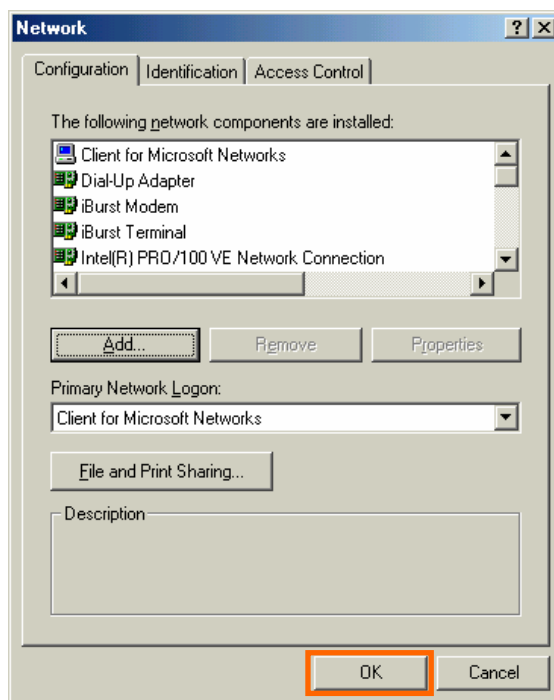 Network
Configuration Identification Access Control
The following network components are installed:
Client for Microsoft Networks
Dial-Up Adapter
iBurst Modem
iBurst Terminal
Intel(R) PRO/100 VE Network Connection
Add... Remove Properties
Primary Network Logon:
Client for Microsoft Networks
File and Print Sharing...
Description
OK Cancel